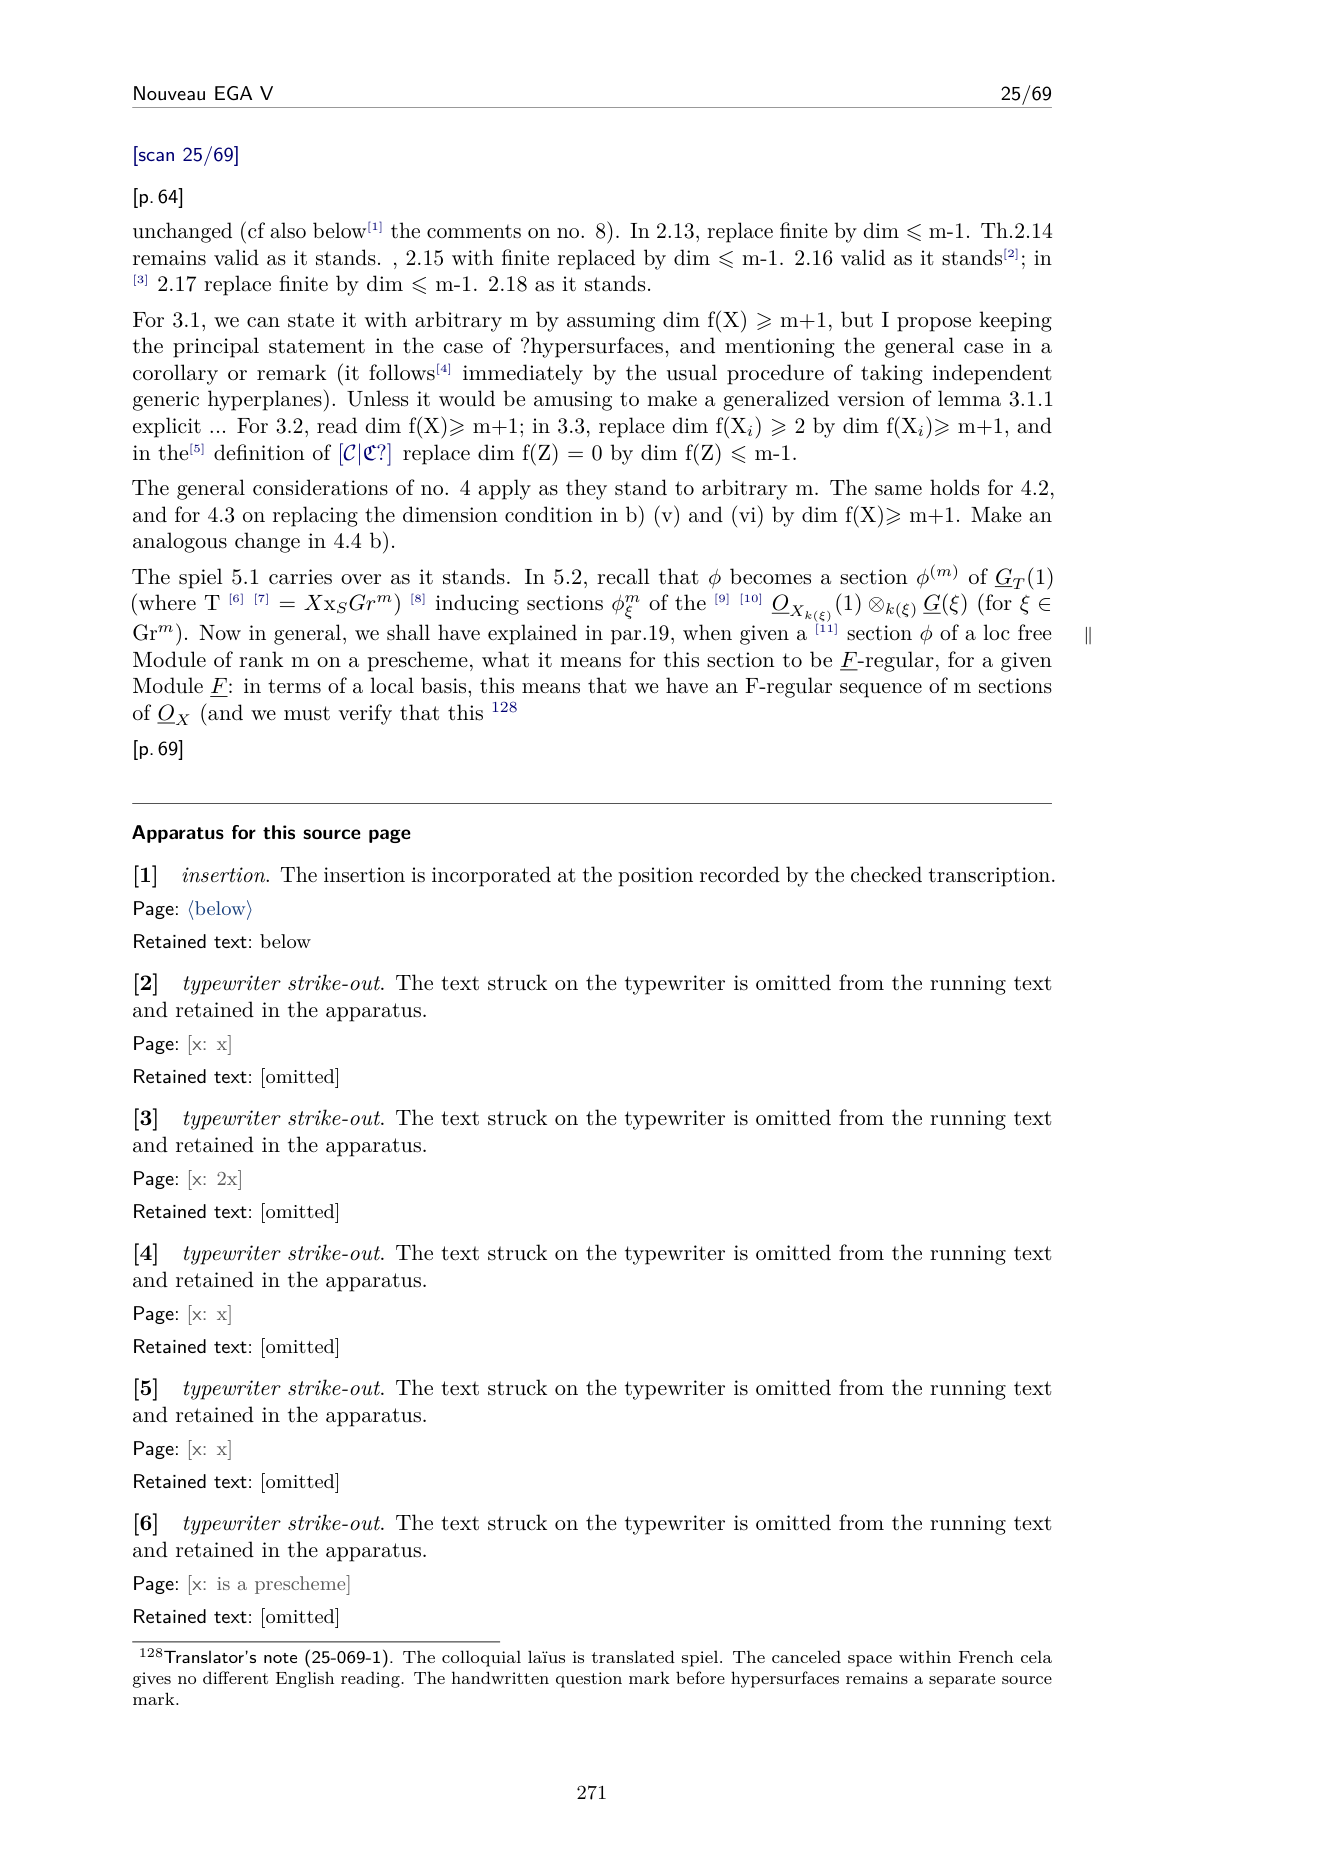 Nouveau EGA V 25/69
[scan 25/69]
[p. 64]
unchanged (cf also below[1] the comments on no. 8). In 2.13, replace finite by dim ⩽ m-1. Th.2.14
remains valid as it stands. , 2.15 with finite replaced by dim ⩽ m-1. 2.16 valid as it stands[2]; in
[3] 2.17 replace finite by dim ⩽ m-1. 2.18 as it stands.
For 3.1, we can state it with arbitrary m by assuming dim f(X) ⩾ m+1, but I propose keeping
the principal statement in the case of ?hypersurfaces, and mentioning the general case in a
corollary or remark (it follows[4] immediately by the usual procedure of taking independent
generic hyperplanes). Unless it would be amusing to make a generalized version of lemma 3.1.1
explicit ... For 3.2, read dim f(X)⩾ m+1; in 3.3, replace dim f(X_i) ⩾ 2 by dim f(X_i)⩾ m+1, and
in the[5] definition of [𝒞|ℭ?] replace dim f(Z) = 0 by dim f(Z) ⩽ m-1.
The general considerations of no. 4 apply as they stand to arbitrary m. The same holds for 4.2,
and for 4.3 on replacing the dimension condition in b) (v) and (vi) by dim f(X)⩾ m+1. Make an
analogous change in 4.4 b).
The spiel 5.1 carries over as it stands. In 5.2, recall that ϕ becomes a section ϕ^(m) of G_T(1)
(where T [6] [7] = Xx_SGr^m) [8] inducing sections ϕ_ξ^m of the [9] [10] O_{X_{k(ξ)}}(1) ⊗_{k(ξ)} G(ξ) (for ξ ∈
Gr^m). Now in general, we shall have explained in par.19, when given a [11] section ϕ of a loc free ‖
Module of rank m on a prescheme, what it means for this section to be F-regular, for a given
Module F: in terms of a local basis, this means that we have an F-regular sequence of m sections
of O_X (and we must verify that this 128
[p. 69]
Apparatus for this source page
[1] insertion. The insertion is incorporated at the position recorded by the checked transcription.
Page: ⟨below⟩
Retained text: below
[2] typewriter strike-out. The text struck on the typewriter is omitted from the running text
and retained in the apparatus.
Page: [x: x]
Retained text: [omitted]
[3] typewriter strike-out. The text struck on the typewriter is omitted from the running text
and retained in the apparatus.
Page: [x: 2x]
Retained text: [omitted]
[4] typewriter strike-out. The text struck on the typewriter is omitted from the running text
and retained in the apparatus.
Page: [x: x]
Retained text: [omitted]
[5] typewriter strike-out. The text struck on the typewriter is omitted from the running text
and retained in the apparatus.
Page: [x: x]
Retained text: [omitted]
[6] typewriter strike-out. The text struck on the typewriter is omitted from the running text
and retained in the apparatus.
Page: [x: is a prescheme]
Retained text: [omitted]
128Translator's note (25-069-1). The colloquial laïus is translated spiel. The canceled space within French cela
gives no different English reading. The handwritten question mark before hypersurfaces remains a separate source
mark.
271